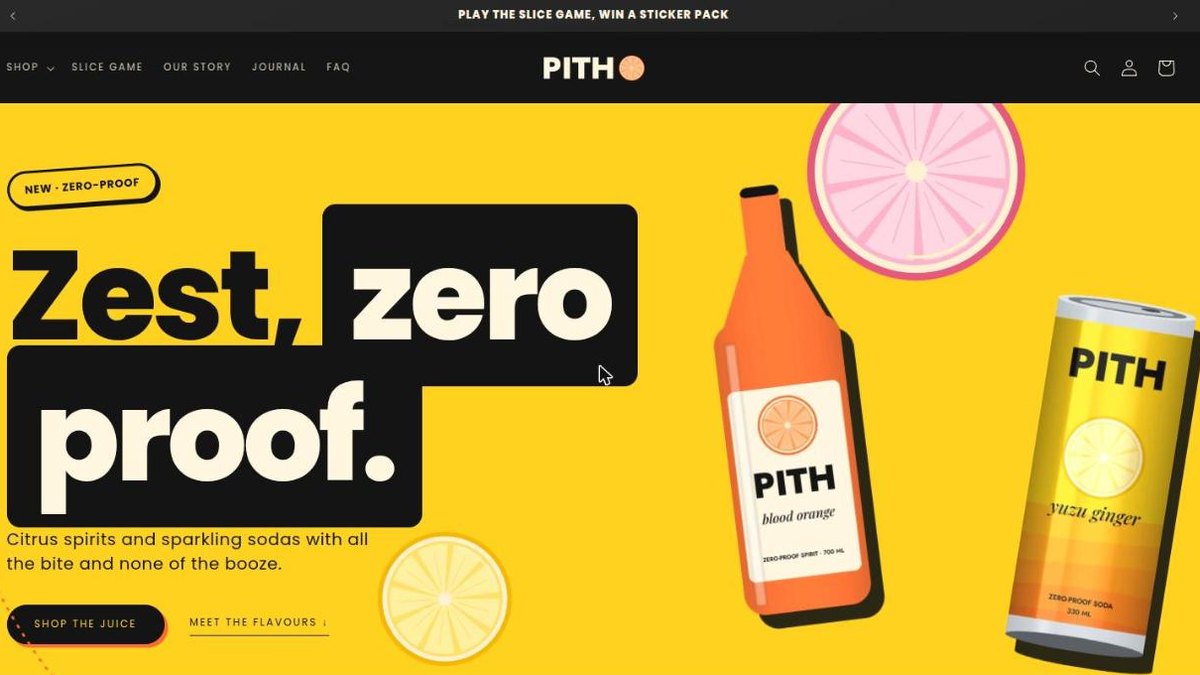 PLAY THE SLICE GAME, WIN A STICKER PACK
SHOP SLICE GAME OUR STORY JOURNAL FAQ
PITH
NEW · ZERO-PROOF
Zest, zero
proof.
Citrus spirits and sparkling sodas with all
the bite and none of the booze.
SHOP THE JUICE
MEET THE FLAVOURS ↓
PITH
blood orange
ZERO-PROOF SPIRIT · 700 ML
PITH
yuzu ginger
ZERO-PROOF SODA
330 ML